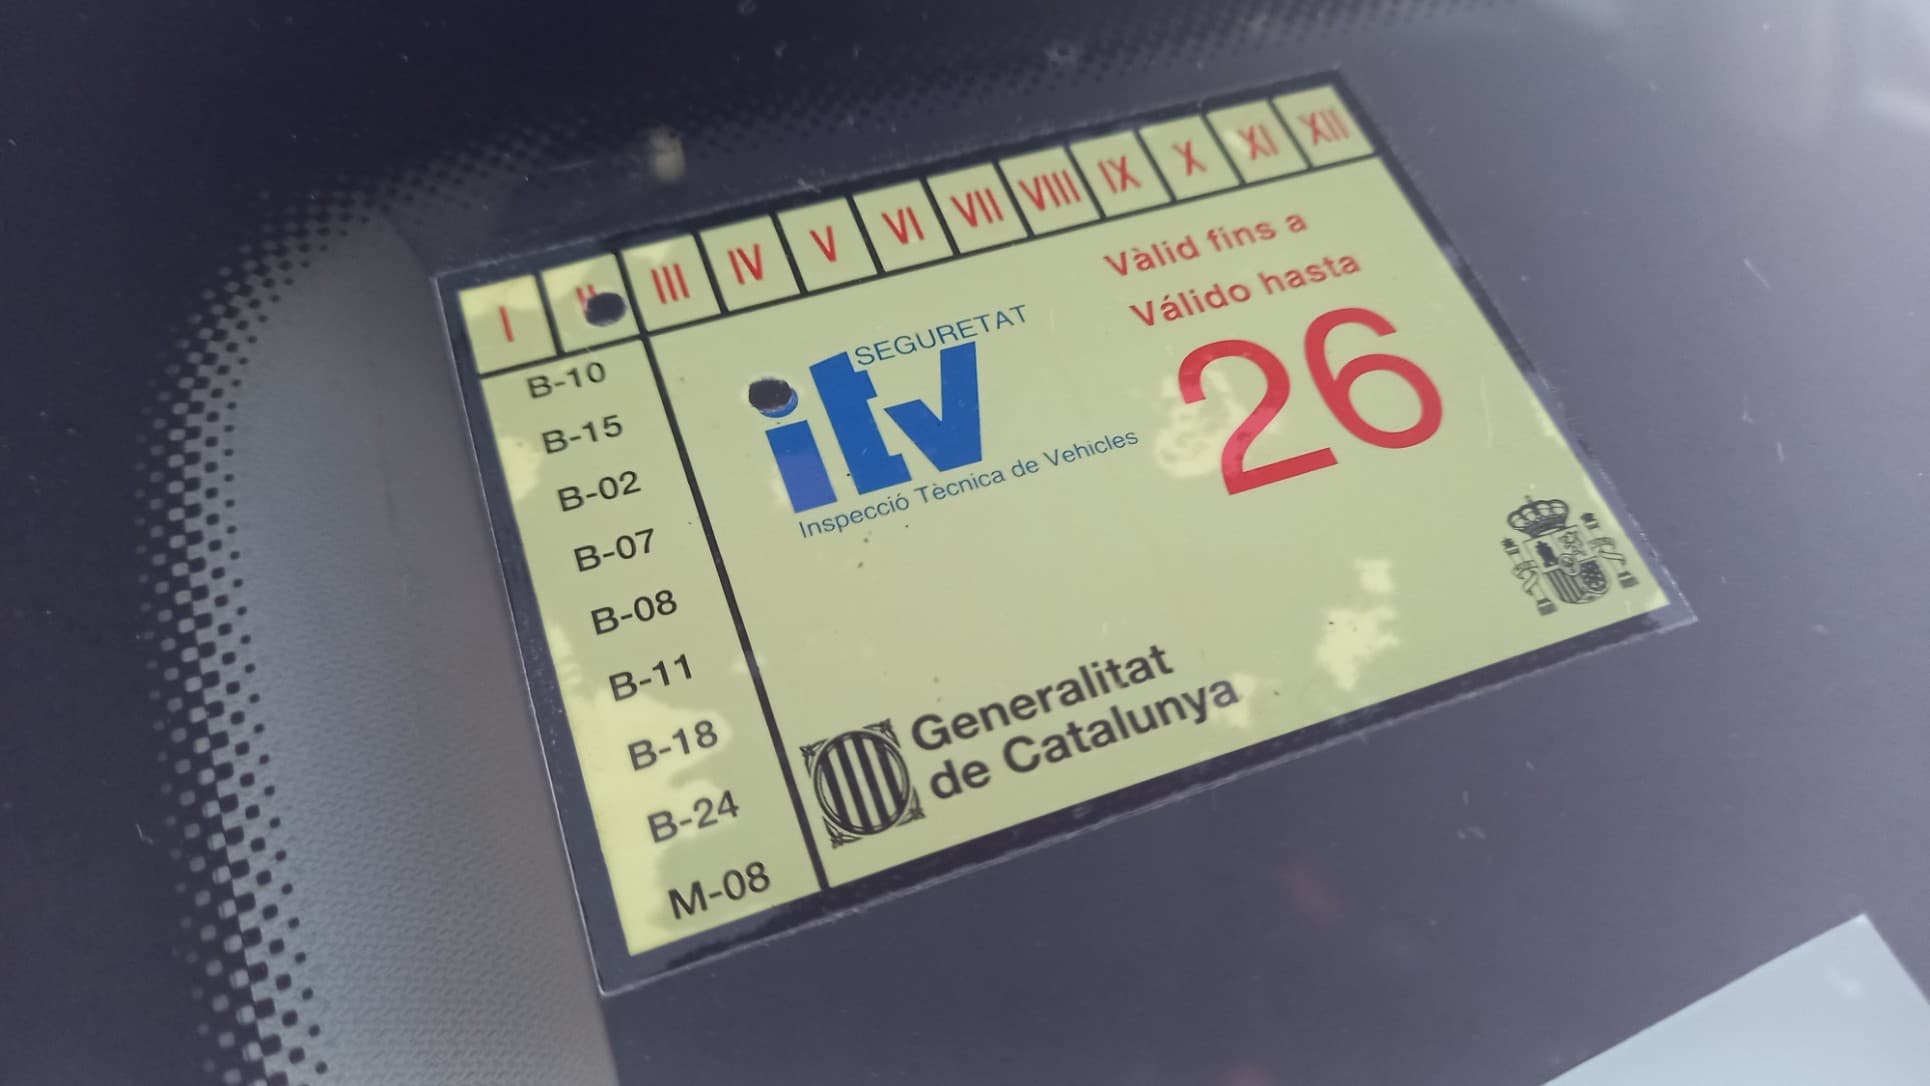 I II III IV V VI VII VIII IX X XI XII
Vàlid fins a
Válido hasta
26
SEGURETAT
itv
Inspecció Tècnica de Vehicles
B-10
B-15
B-02
B-07
B-08
B-11
B-18
B-24
M-08
Generalitat
de Catalunya